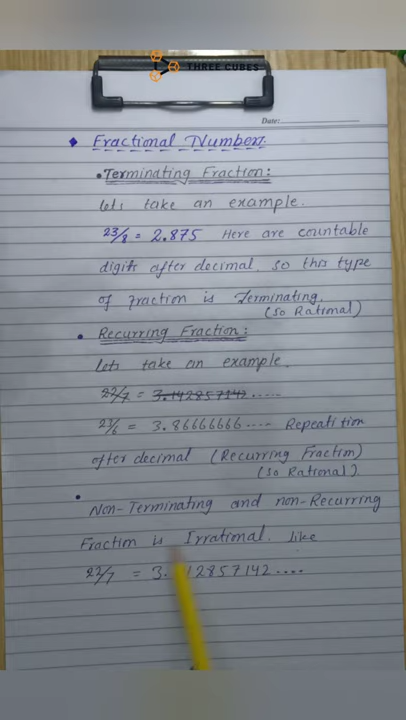 THREE CUBES
Date:
Fractional Number.
Terminating Fraction:
lets take an example.
23/8 = 2.875 Here are countable
digits after decimal, so this type
of fraction is Terminating.
(So Rational)
Recurring Fraction:
lets take an example.
22/7 = 3.142857142.....
23/6 = 3.86666666.... Repeatition
after decimal (Recurring Fraction)
(So Rational)
Non-Terminating and non-Recurring
Fraction is Irrational. like
22/7 = 3. 12857142....